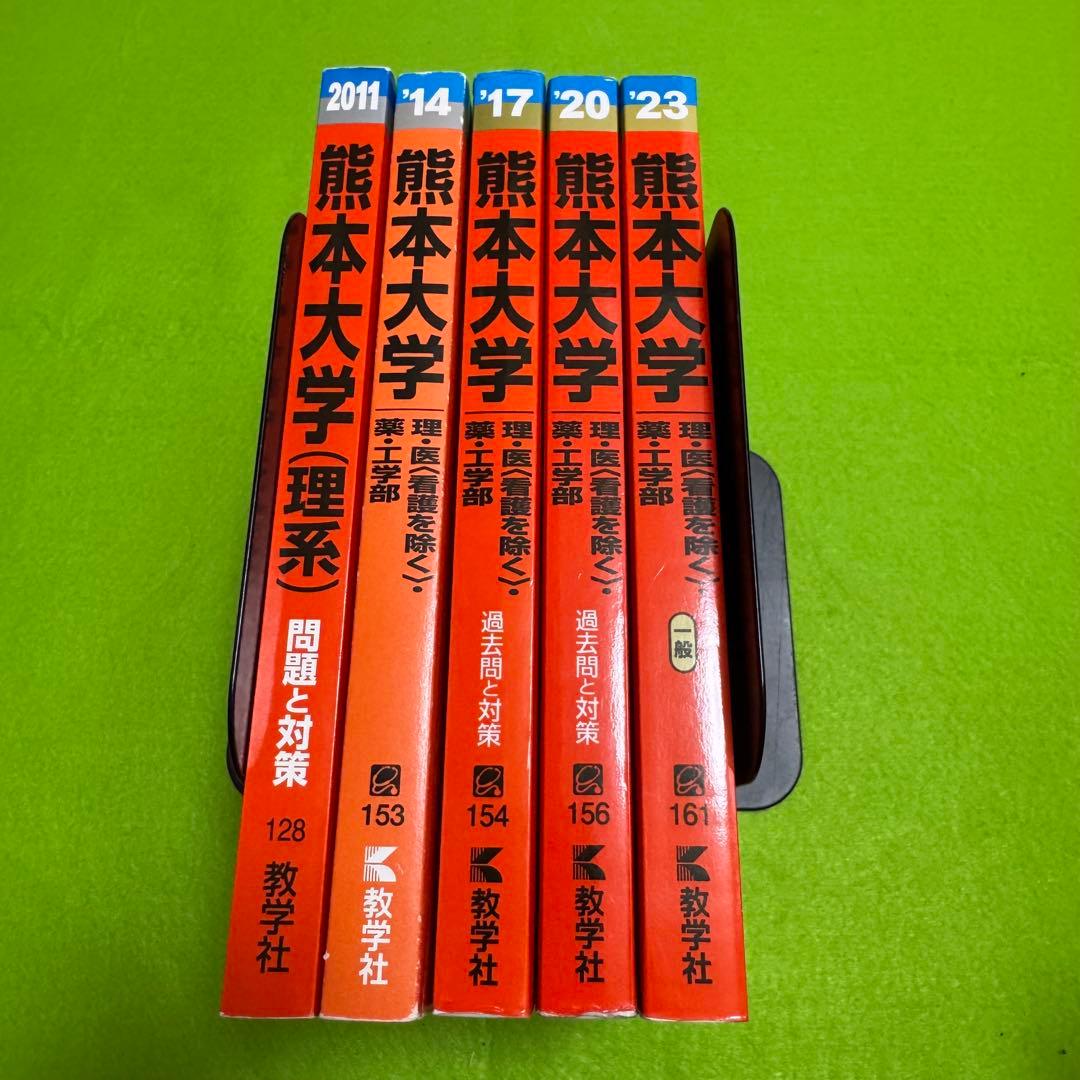 2011
熊本大学(理系)
問題と対策
128
教学社
'14
熊本大学
理・医〈看護を除く〉・
薬・工学部
153
教学社
'17
熊本大学
理・医〈看護を除く〉・
薬・工学部
過去問と対策
154
教学社
'20
熊本大学
理・医〈看護を除く〉・
薬・工学部
過去問と対策
156
教学社
'23
熊本大学
理・医〈看護を除く〉・
薬・工学部
一般
161
教学社